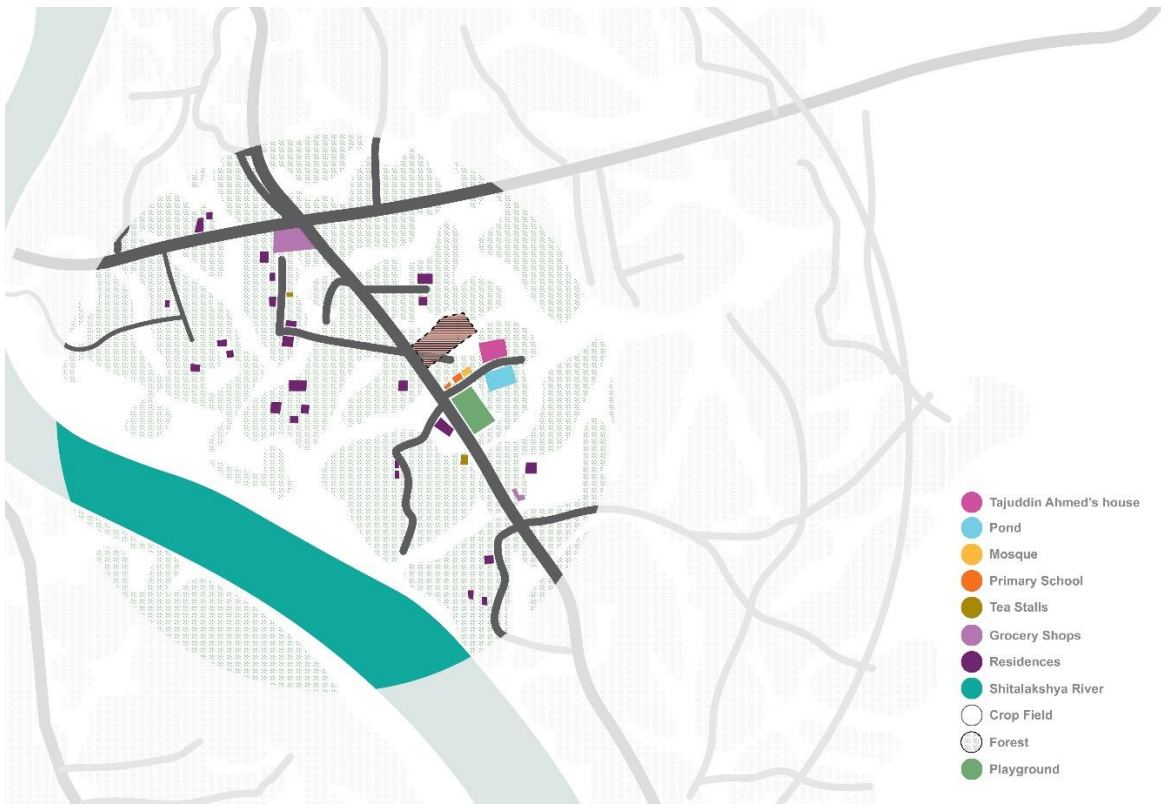 Tajuddin Ahmed's house
Pond
Mosque
Primary School
Tea Stalls
Grocery Shops
Residences
Shitalakshya River
Crop Field
Forest
Playground